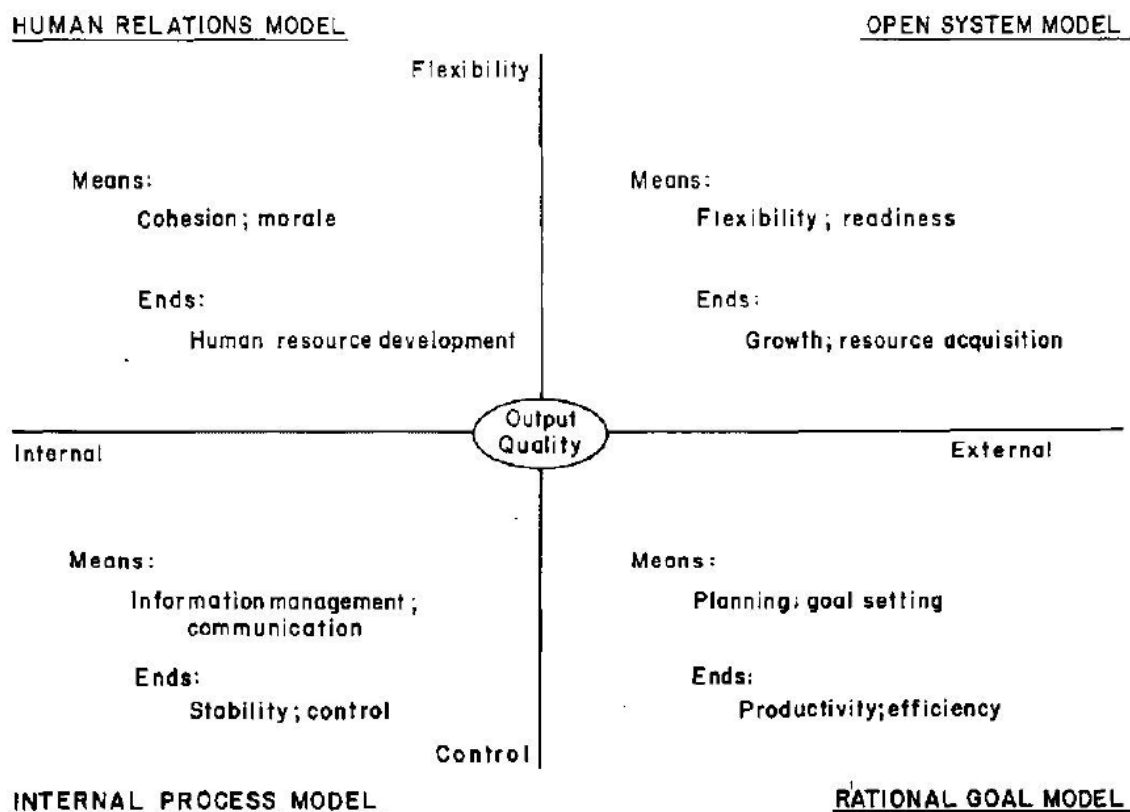 HUMAN RELATIONS MODEL
OPEN SYSTEM MODEL
Flexibility
Means:
Cohesion; morale
Ends:
Human resource development
Means:
Flexibility; readiness
Ends:
Growth; resource acquisition
Output
Quality
Internal
External
Means:
Information management;
communication
Ends:
Stability; control
Means:
Planning; goal setting
Ends:
Productivity; efficiency
Control
INTERNAL PROCESS MODEL
RATIONAL GOAL MODEL